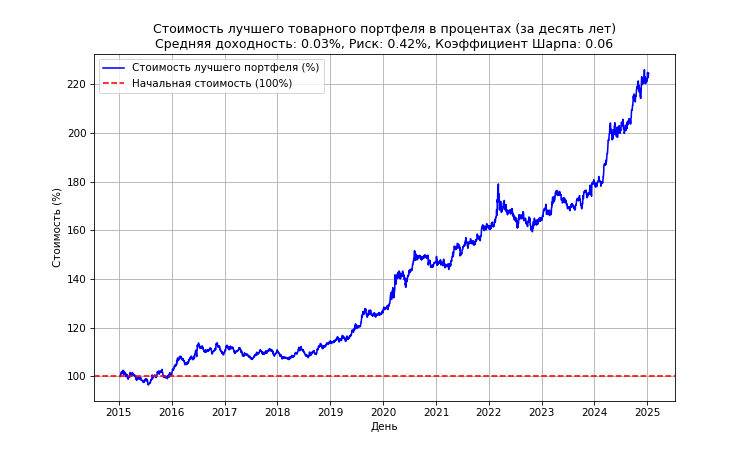 Стоимость лучшего товарного портфеля в процентах (за десять лет)
Средняя доходность: 0.03%, Риск: 0.42%, Коэффициент Шарпа: 0.06
Стоимость лучшего портфеля (%)
Начальная стоимость (100%)
Стоимость (%)
220
200
180
160
140
120
100
2015 2016 2017 2018 2019 2020 2021 2022 2023 2024 2025
День